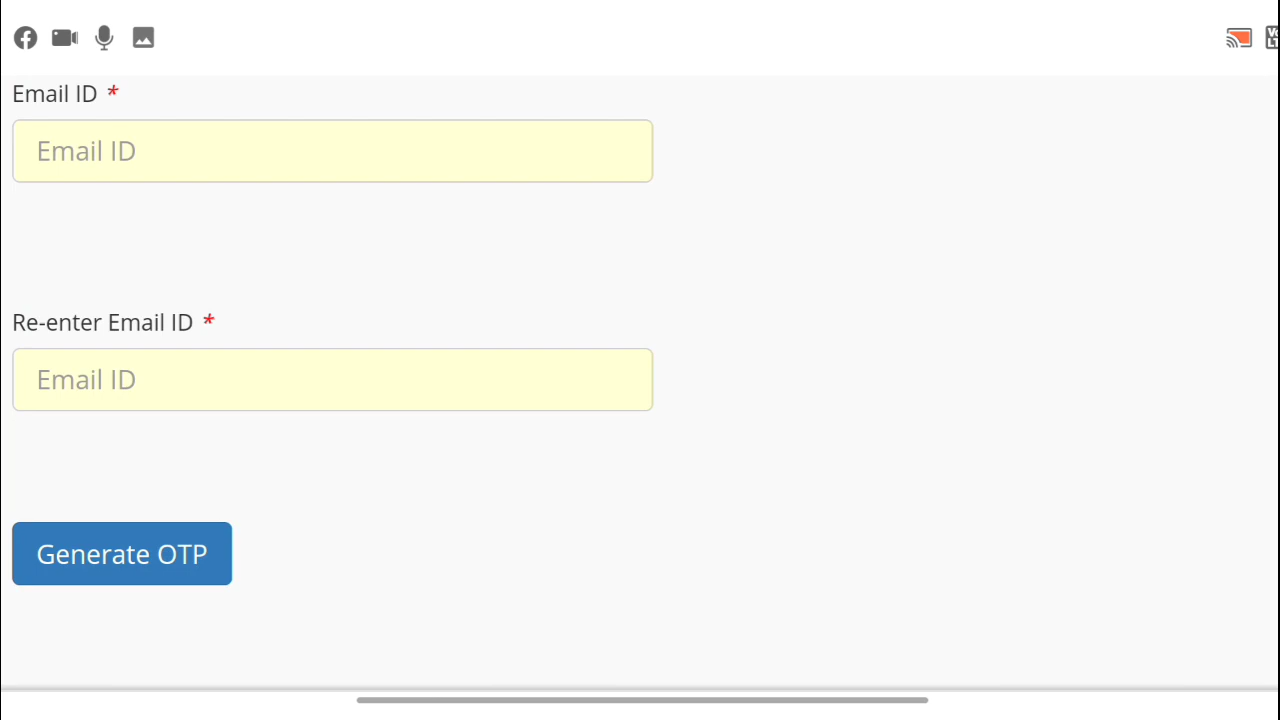 Email ID *
Email ID
Re-enter Email ID *
Email ID
Generate OTP